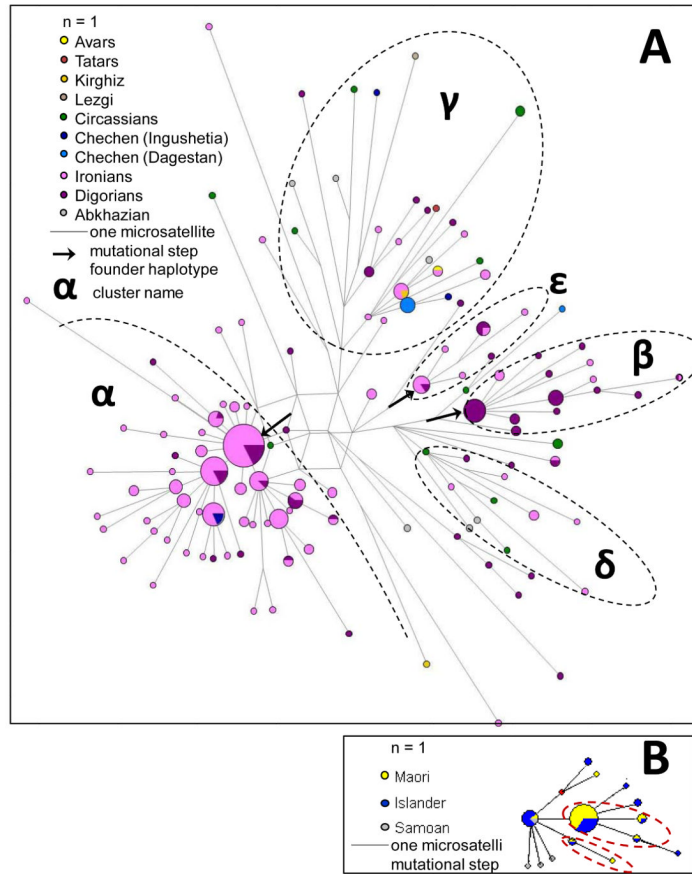 n = 1
A
Avars
Tatars
Kirghiz
Lezgi
Circassians
Chechen (Ingushetia)
Chechen (Dagestan)
Ironians
Digorians
Abkhazian
one microsatellite
mutational step
founder haplotype
α cluster name
γ
ε
β
α
δ
B
n = 1
Maori
Islander
Samoan
one microsatelli
mutational step